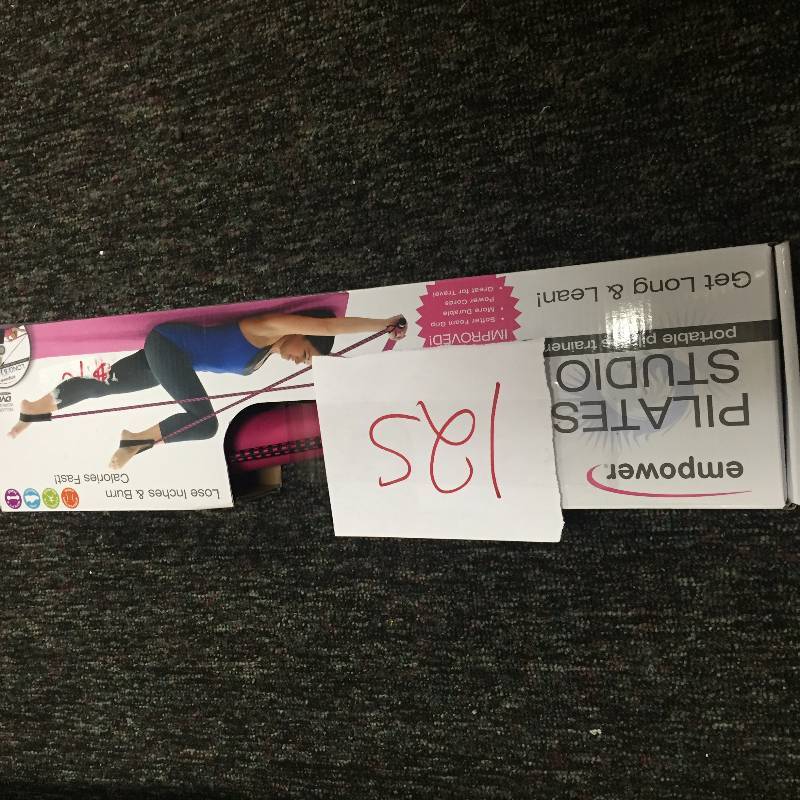 empower
PILATES
STUDIO
portable pilates trainer
Get Long & Lean!
125
IMPROVED!
• Softer Foam Grip
• More Durable
Power Cords
• Great for Travel
Lose Inches & Burn
Calories Fast!
DVD